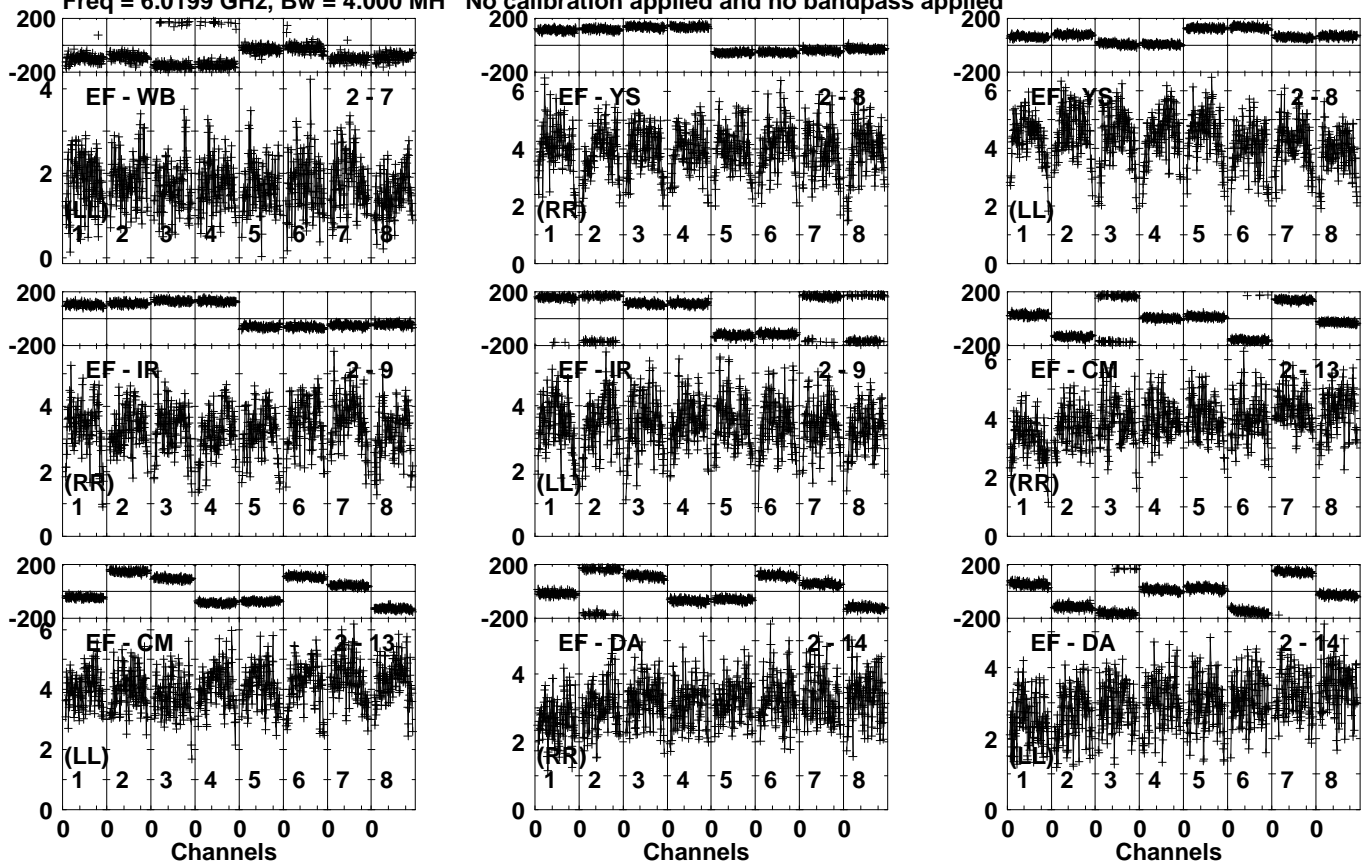 Freq = 6.0199 GHz, Bw = 4.000 MH No calibration applied and no bandpass applied
200 200 200
-200 -200 -200
4 EF - WB 2 - 7 6 EF - YS 2 - 8 6 EF - YS 2 - 8
4 4
2
2 2
(LL) (RR) (LL)
1 2 3 4 5 6 7 8 1 2 3 4 5 6 7 8 1 2 3 4 5 6 7 8
0 0 0
200 200 200
-200 -200 -200
EF - IR 2 - 9 EF - IR 2 - 9 EF - CM 2 - 13
4 4 4
2 2 2
(RR) (LL) (RR)
1 2 3 4 5 6 7 8 1 2 3 4 5 6 7 8 1 2 3 4 5 6 7 8
0 0 0
200 200 200
-200 -200 -200
6 EF - CM 2 - 13 EF - DA 2 - 14 EF - DA 2 - 14
4 4 4
2 2 2
(LL) (RR) (LL)
1 2 3 4 5 6 7 8 1 2 3 4 5 6 7 8 1 2 3 4 5 6 7 8
0 0 0
0 0 0 0 0 0 0 0 0 0 0 0 0 0 0 0 0 0 0 0 0 0 0 0
Channels Channels Channels